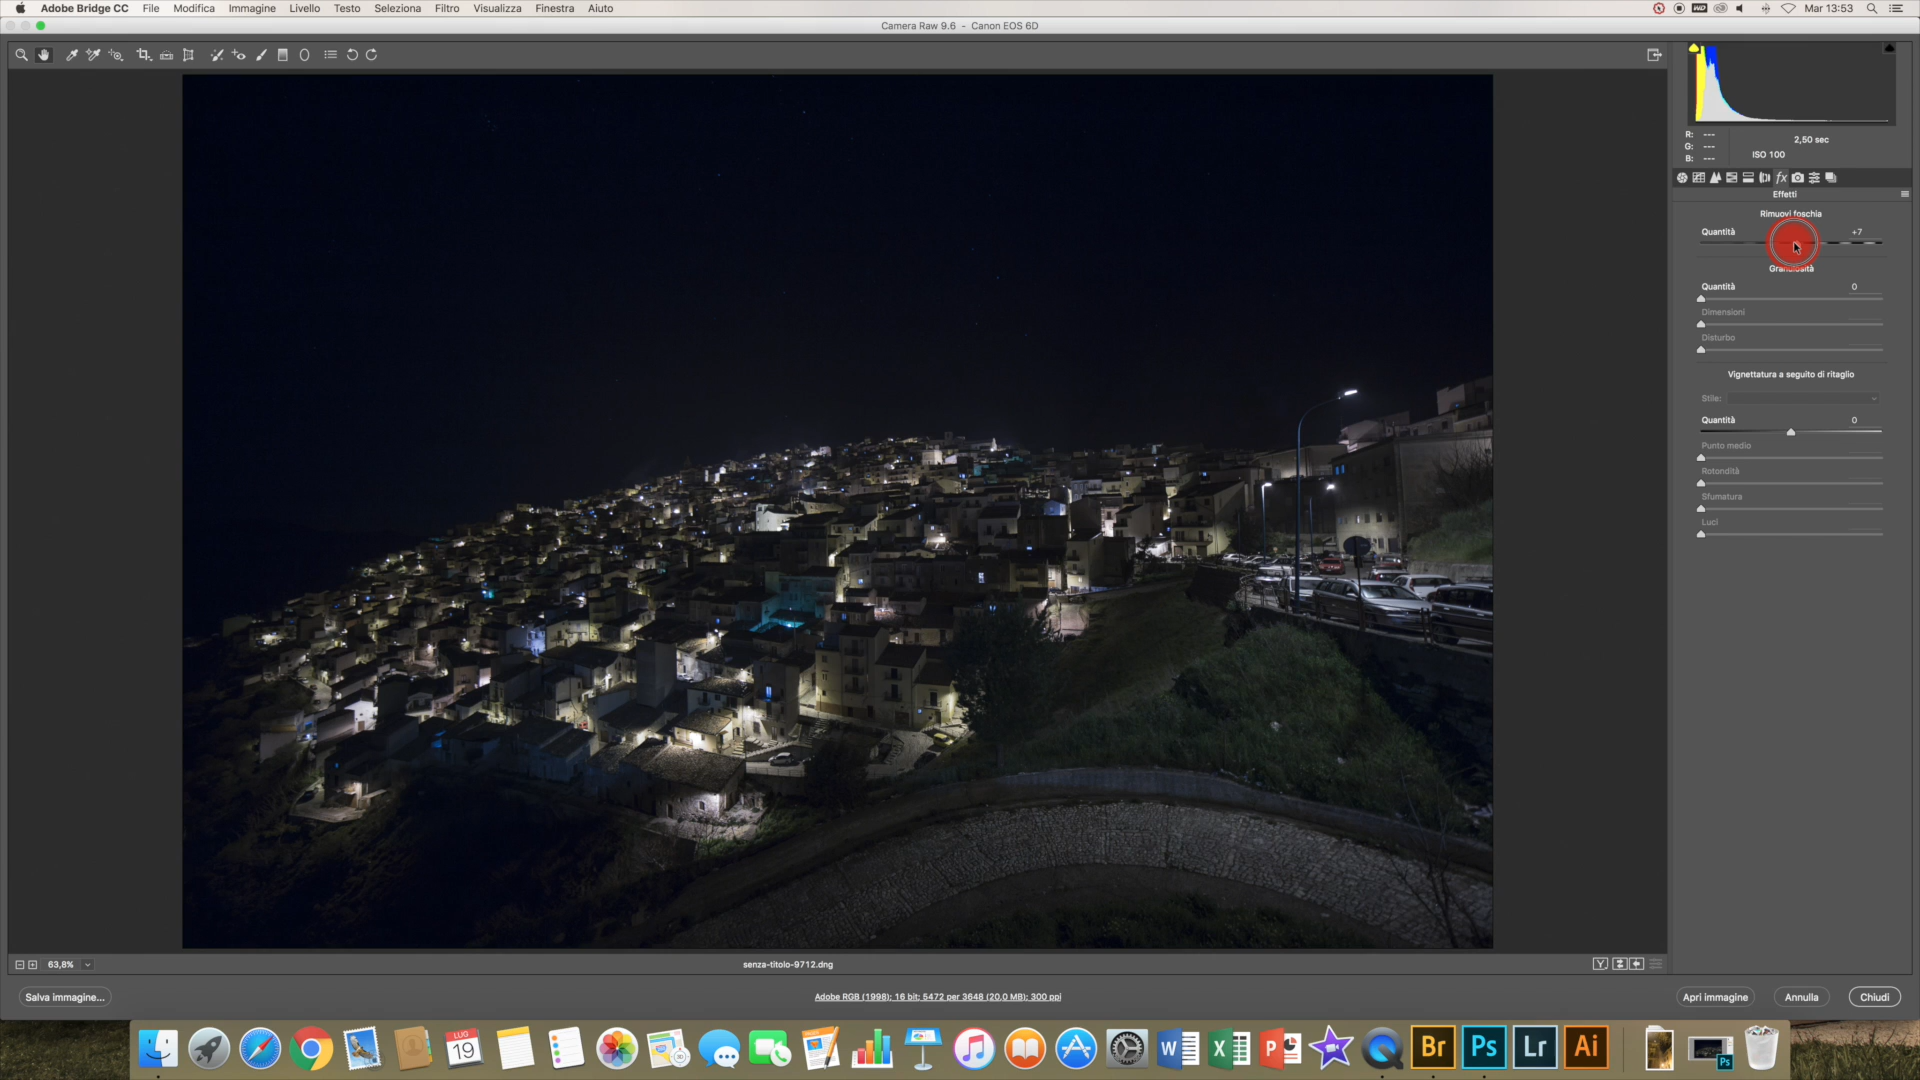 Adobe Bridge CC File Modifica Immagine Livello Testo Seleziona Filtro Visualizza Finestra Aiuto Mar 13:53
Camera Raw 9.6 - Canon EOS 6D
R: ---
G: ---
B: ---
2,50 sec
ISO 100
Effetti
Rimuovi foschia
Quantità +7
Quantità 0
Dimensioni
Disturbo
Vignettatura a seguito di ritaglio
Stile:
Quantità 0
Punto medio
Rotondità
Sfumatura
Luci
63,8% senza-titolo-9712.dng
Salva immagine... Adobe RGB (1998); 16 bit; 5472 per 3648 (20,0 MB); 300 ppi Apri immagine Annulla Chiudi
LUG
19
3D
W X P Br Ps Lr Ai Ps